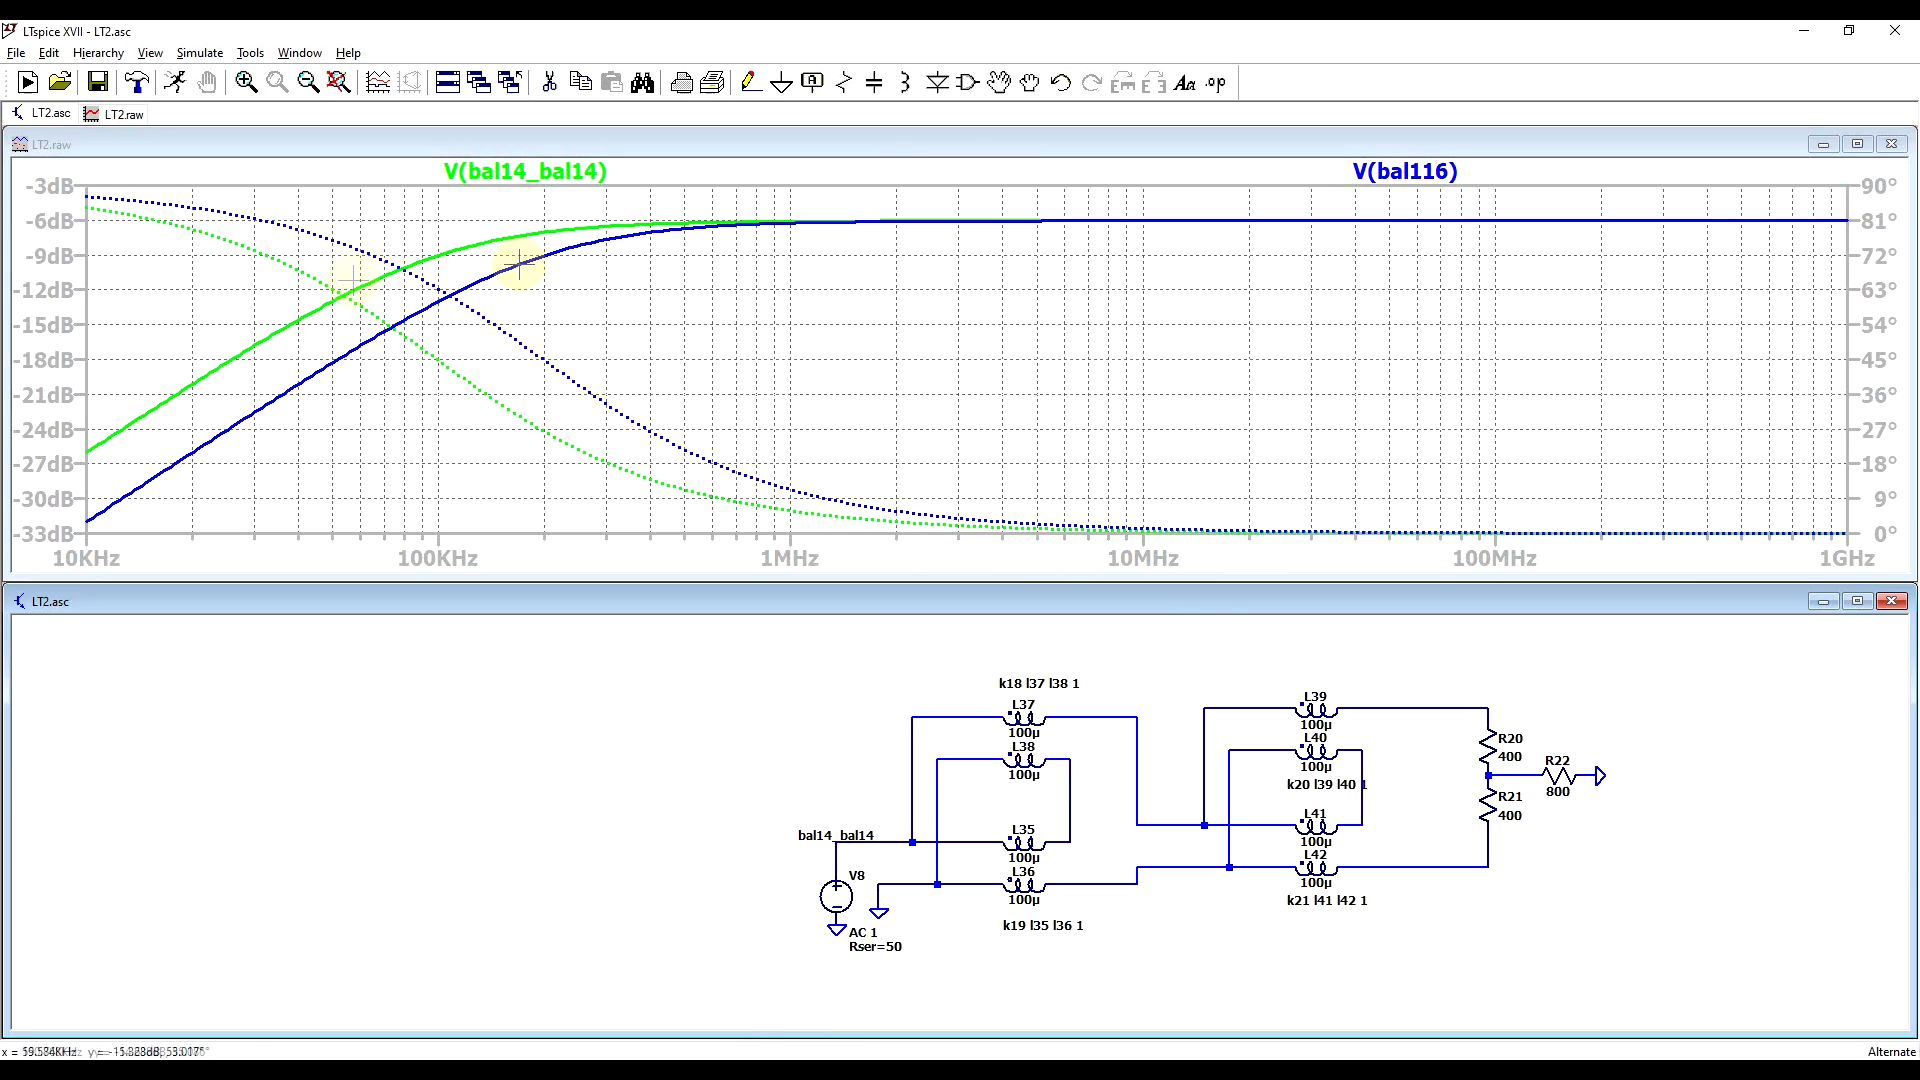 LTspice XVII - LT2.asc
File Edit Hierarchy View Simulate Tools Window Help
LT2.asc LT2.raw
LT2.raw
V(bal14_bal14) V(bal116)
-3dB 90°
-6dB 81°
-9dB 72°
-12dB 63°
-15dB 54°
-18dB 45°
-21dB 36°
-24dB 27°
-27dB 18°
-30dB 9°
-33dB 0°
10KHz 100KHz 1MHz 10MHz 100MHz 1GHz
LT2.asc
k18 l37 l38 1
L37
100µ
L38
100µ
bal14_bal14
L35
100µ
L36
100µ
V8
AC 1
Rser=50
k19 l35 l36 1
L39
100µ
L40
100µ
k20 l39 l40 1
L41
100µ
L42
100µ
k21 l41 l42 1
R20
400
R22
800
R21
400
Alternate